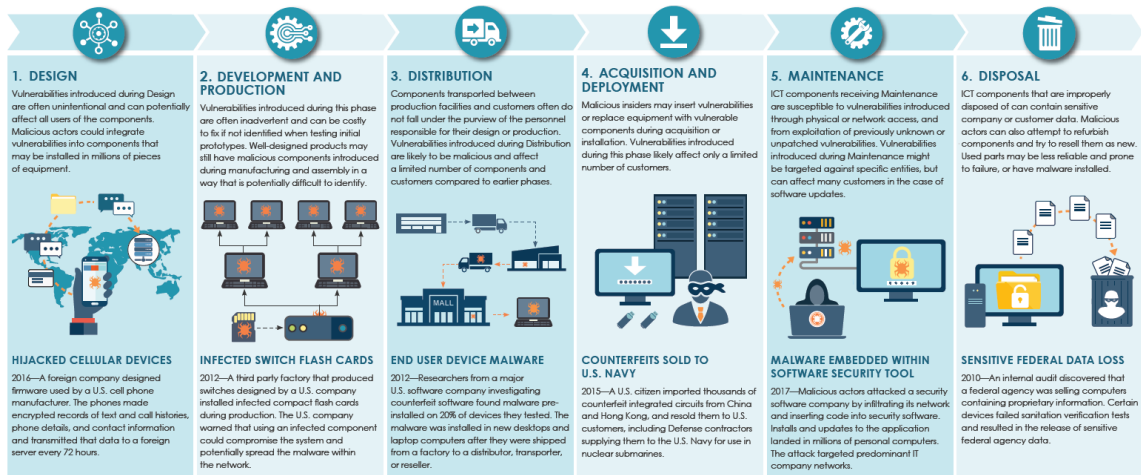 1. DESIGN
Vulnerabilities introduced during Design
are often unintentional and can potentially
affect all users of the components.
Malicious actors could integrate
vulnerabilities into components that
may be installed in millions of pieces
of equipment.
HIJACKED CELLULAR DEVICES
2016—A foreign company designed
firmware used by a U.S. cell phone
manufacturer. The phones made
encrypted records of text and call histories,
phone details, and contact information
and transmitted that data to a foreign
server every 72 hours.
2. DEVELOPMENT AND
PRODUCTION
Vulnerabilities introduced during this phase
are often inadvertent and can be costly
to fix if not identified when testing initial
prototypes. Well-designed products may
still have malicious components introduced
during manufacturing and assembly in a
way that is potentially difficult to identify.
INFECTED SWITCH FLASH CARDS
2012—A third party factory that produced
switches designed by a U.S. company
installed infected compact flash cards
during production. The U.S. company
warned that using an infected component
could compromise the system and
potentially spread the malware within
the network.
3. DISTRIBUTION
Components transported between
production facilities and customers often do
not fall under the purview of the personnel
responsible for their design or production.
Vulnerabilities introduced during Distribution
are likely to be malicious and affect
a limited number of components and
customers compared to earlier phases.
MALL
END USER DEVICE MALWARE
2012—Researchers from a major
U.S. software company investigating
counterfeit software found malware pre-
installed on 20% of devices they tested. The
malware was installed in new desktops and
laptop computers after they were shipped
from a factory to a distributor, transporter,
or reseller.
4. ACQUISITION AND
DEPLOYMENT
Malicious insiders may insert vulnerabilities
or replace equipment with vulnerable
components during acquisition or
installation. Vulnerabilities introduced
during this phase likely affect only a limited
number of customers.
COUNTERFEITS SOLD TO
U.S. NAVY
2015—A U.S. citizen imported thousands of
counterfeit integrated circuits from China
and Hong Kong, and resold them to U.S.
customers, including Defense contractors
supplying them to the U.S. Navy for use in
nuclear submarines.
5. MAINTENANCE
ICT components receiving Maintenance
are susceptible to vulnerabilities introduced
through physical or network access, and
from exploitation of previously unknown or
unpatched vulnerabilities. Vulnerabilities
introduced during Maintenance might
be targeted against specific entities, but
can affect many customers in the case of
software updates.
MALWARE EMBEDDED WITHIN
SOFTWARE SECURITY TOOL
2017—Malicious actors attacked a security
software company by infiltrating its network
and inserting code into security software.
Installs and updates to the application
landed in millions of personal computers.
The attack targeted predominant IT
company networks.
6. DISPOSAL
ICT components that are improperly
disposed of can contain sensitive
company or customer data. Malicious
actors can also attempt to refurbish
components and try to resell them as new.
Used parts may be less reliable and prone
to failure, or have malware installed.
SENSITIVE FEDERAL DATA LOSS
2010—An internal audit discovered that
a federal agency was selling computers
containing proprietary information. Certain
devices failed sanitation verification tests
and resulted in the release of sensitive
federal agency data.